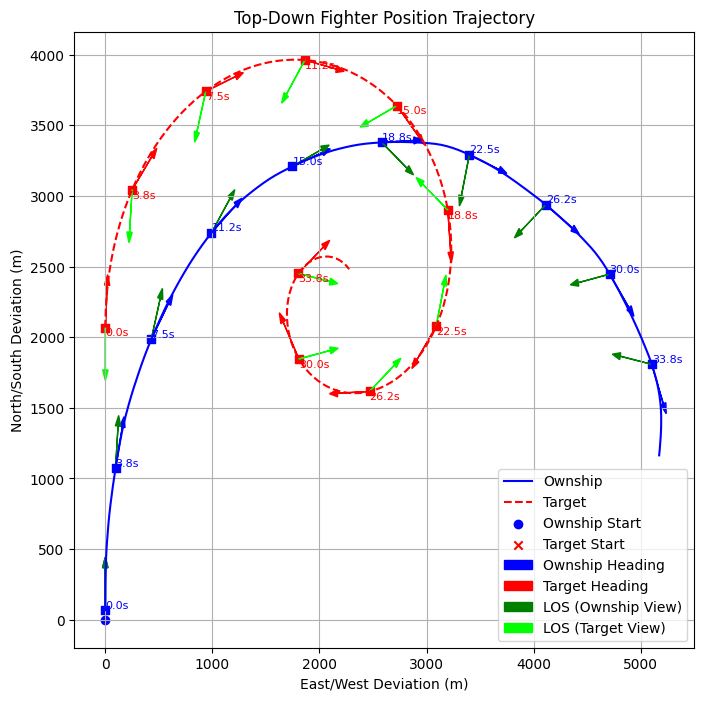 Top-Down Fighter Position Trajectory
North/South Deviation (m)
4000
3500
3000
2500
2000
1500
1000
500
0
11.2s
7.5s
15.0s
18.8s
22.5s
15.0s
3.8s
26.2s
18.8s
11.2s
30.0s
33.8s
0.0s
7.5s
22.5s
33.8s
30.0s
26.2s
3.8s
0.0s
Ownship
Target
Ownship Start
Target Start
Ownship Heading
Target Heading
LOS (Ownship View)
LOS (Target View)
0
1000
2000
3000
4000
5000
East/West Deviation (m)